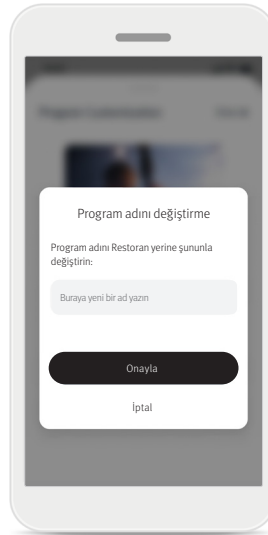 Program adını değiştirme
Program adını Restoran yerine şununla
değiştirin:
Buraya yeni bir ad yazın
Onayla
İptal